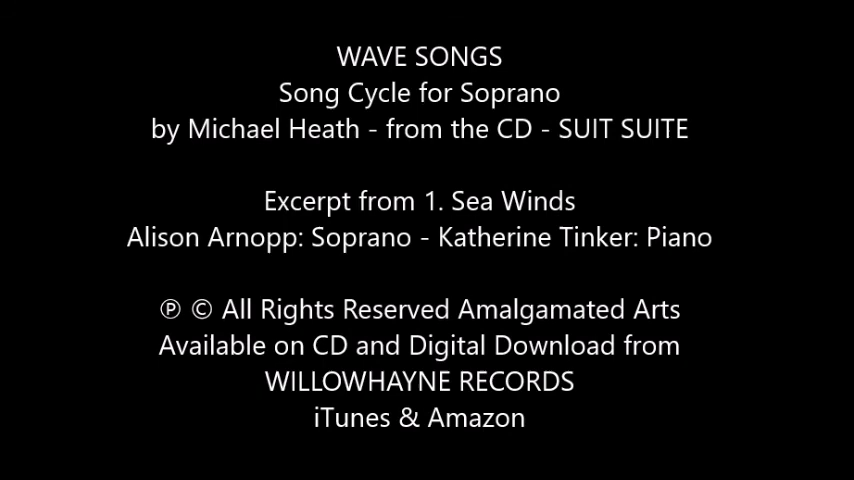 WAVE SONGS
Song Cycle for Soprano
by Michael Heath - from the CD - SUIT SUITE
Excerpt from 1. Sea Winds
Alison Arnopp: Soprano - Katherine Tinker: Piano
℗ © All Rights Reserved Amalgamated Arts
Available on CD and Digital Download from
WILLOWHAYNE RECORDS
iTunes & Amazon